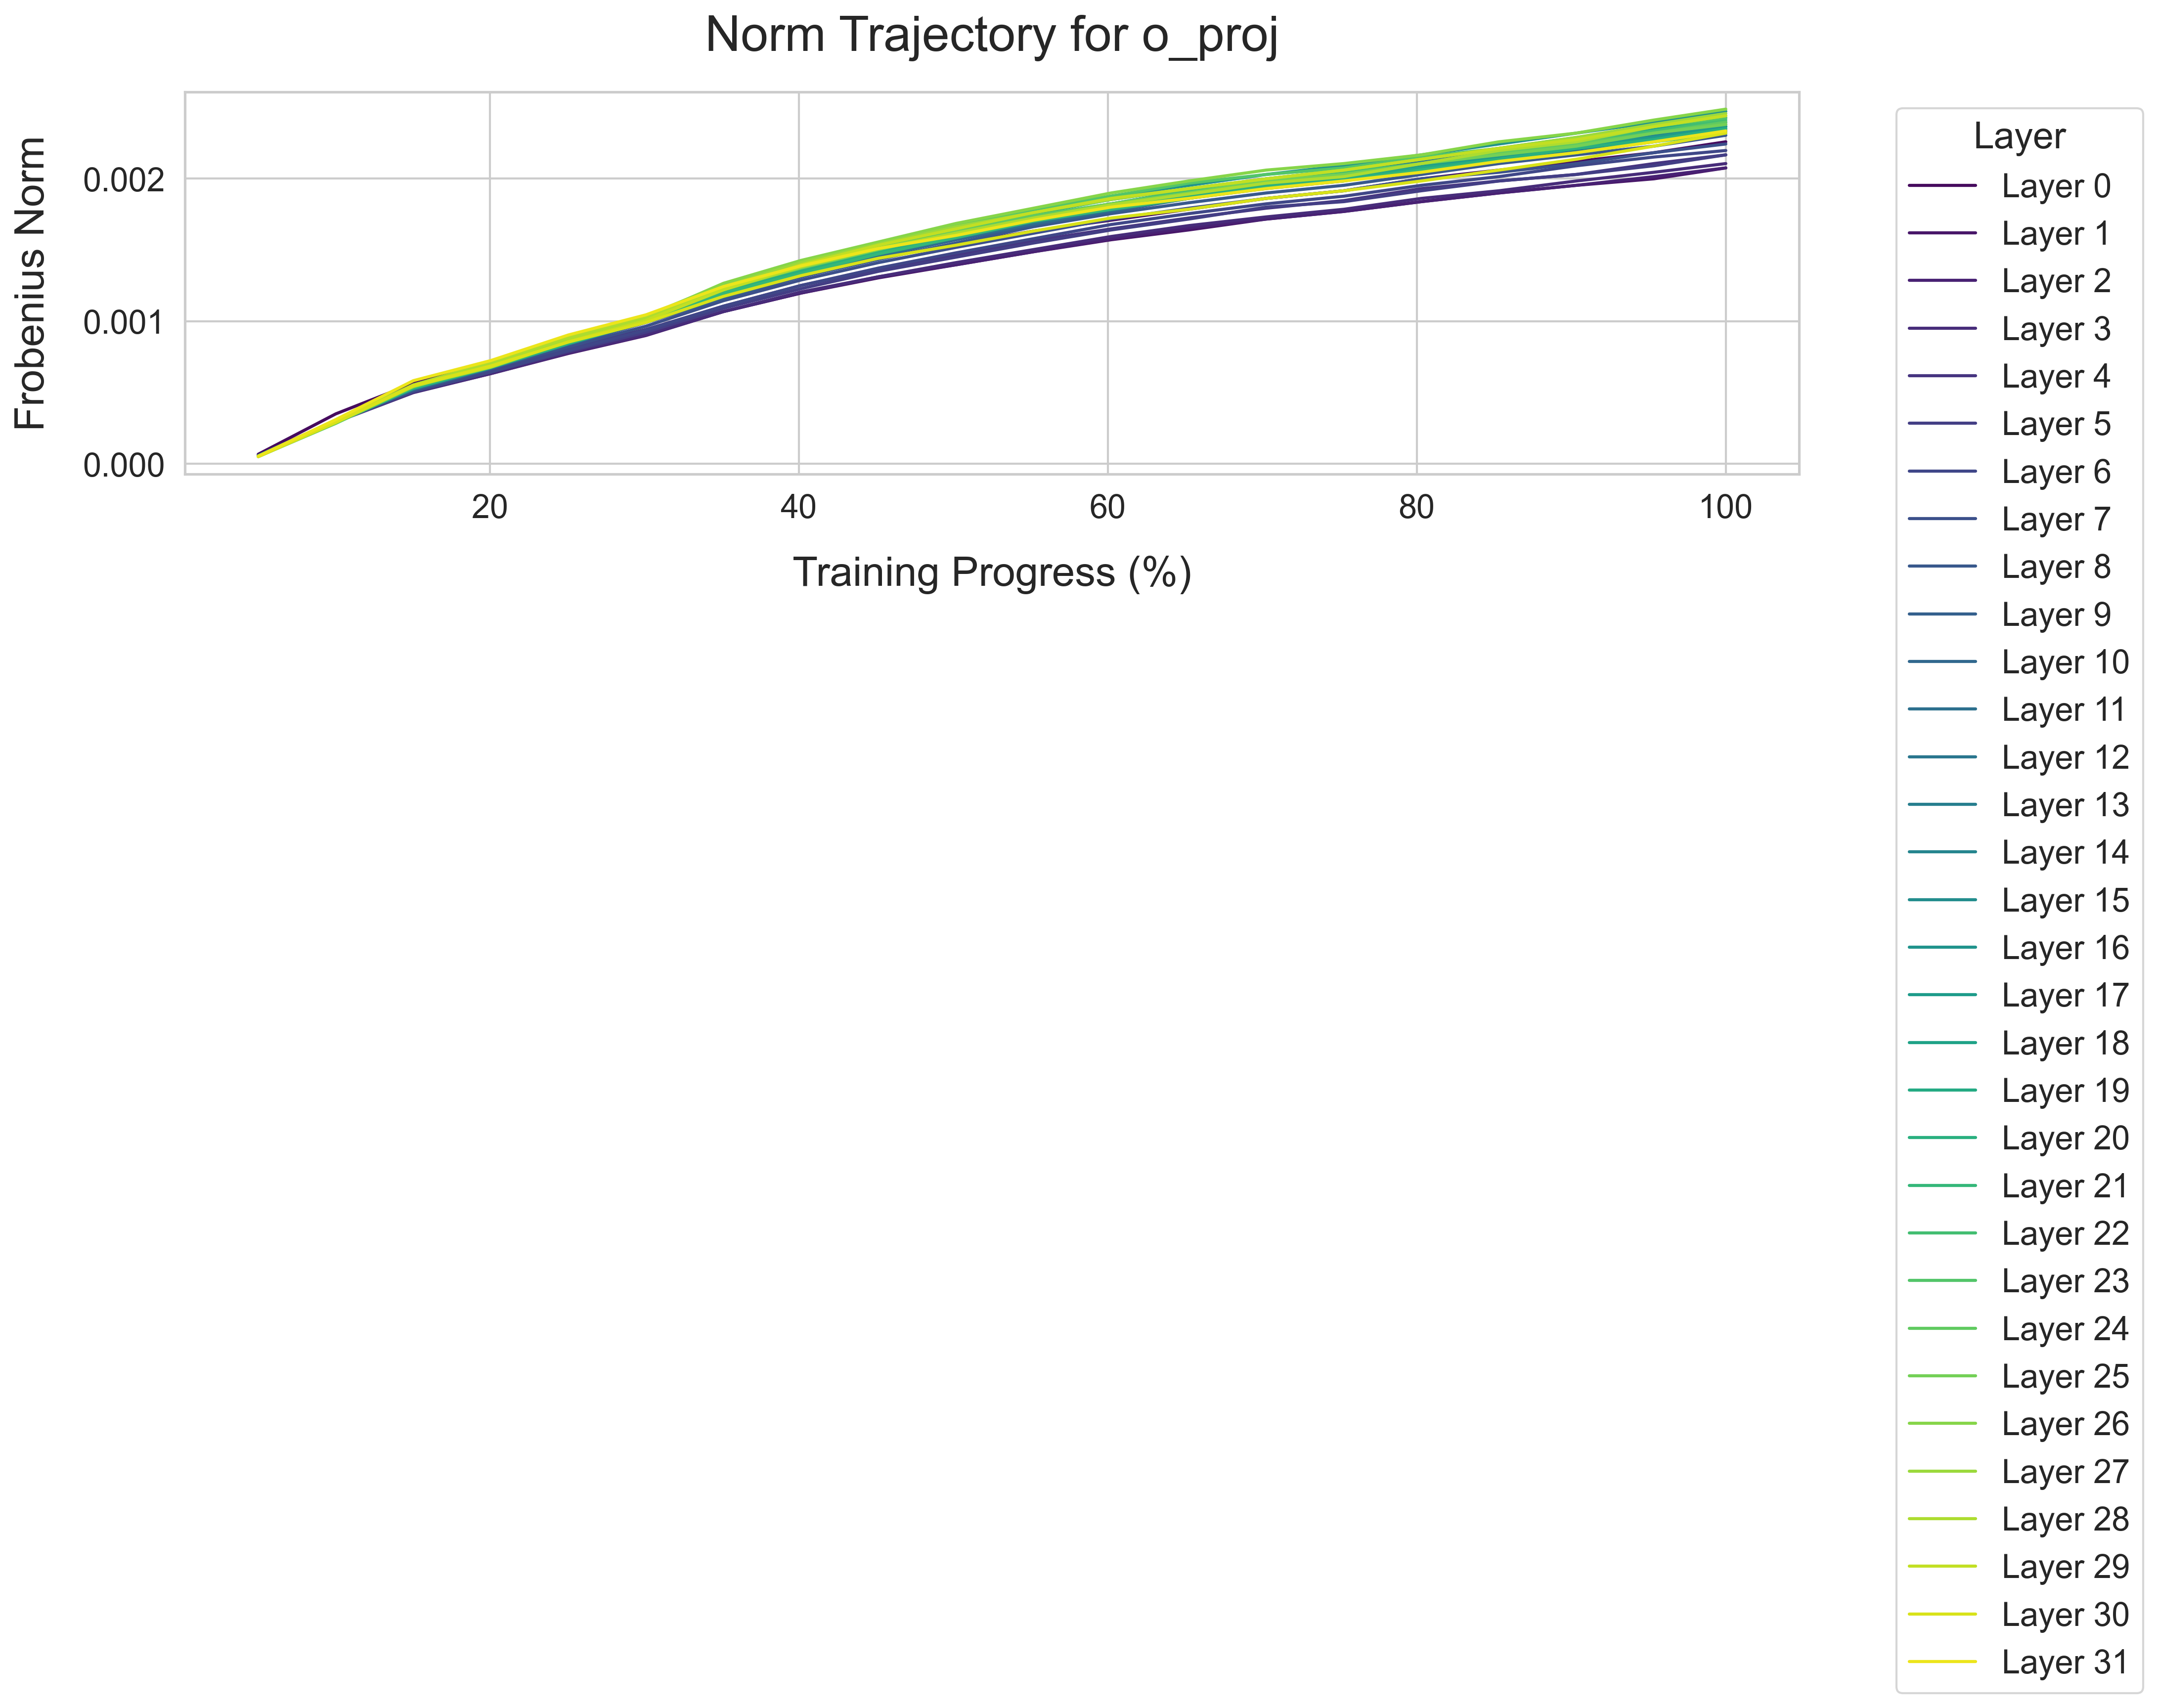 Norm Trajectory for o_proj
Frobenius Norm
0.002
0.001
0.000
20 40 60 80 100
Training Progress (%)
Layer
Layer 0
Layer 1
Layer 2
Layer 3
Layer 4
Layer 5
Layer 6
Layer 7
Layer 8
Layer 9
Layer 10
Layer 11
Layer 12
Layer 13
Layer 14
Layer 15
Layer 16
Layer 17
Layer 18
Layer 19
Layer 20
Layer 21
Layer 22
Layer 23
Layer 24
Layer 25
Layer 26
Layer 27
Layer 28
Layer 29
Layer 30
Layer 31